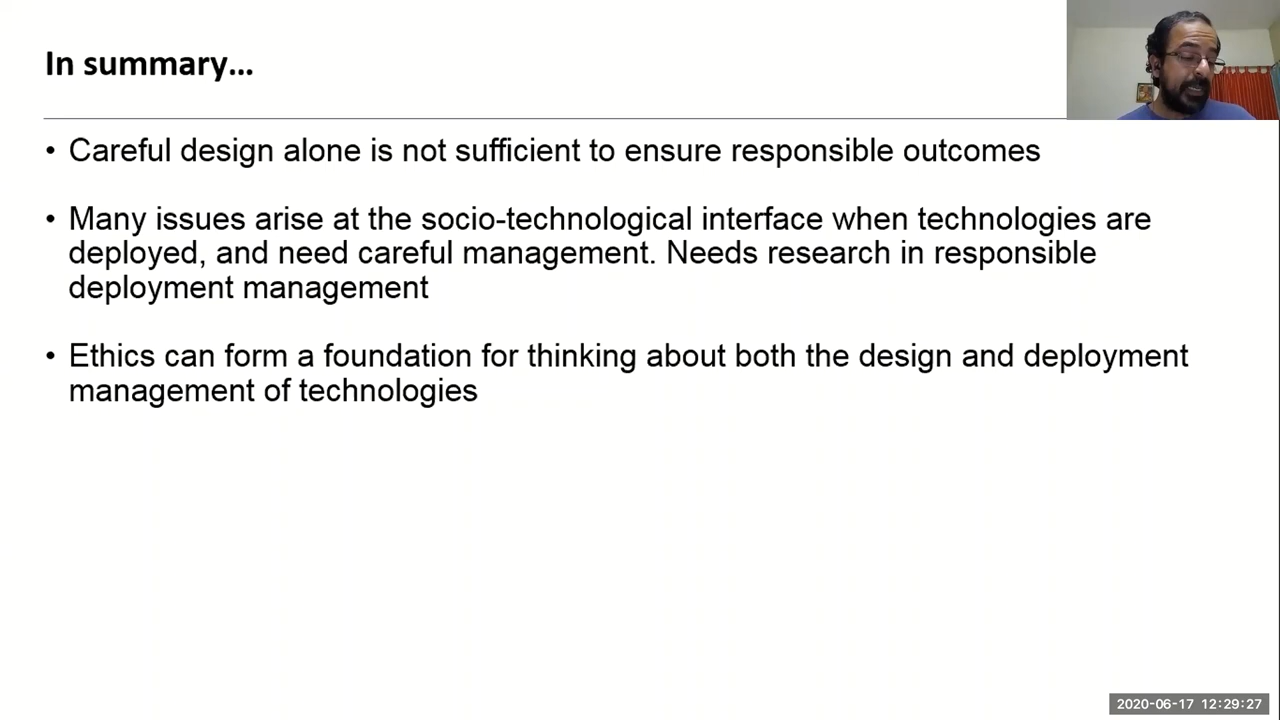 In summary...
• Careful design alone is not sufficient to ensure responsible outcomes
• Many issues arise at the socio-technological interface when technologies are
deployed, and need careful management. Needs research in responsible
deployment management
• Ethics can form a foundation for thinking about both the design and deployment
management of technologies
2020-06-17 12:29:27